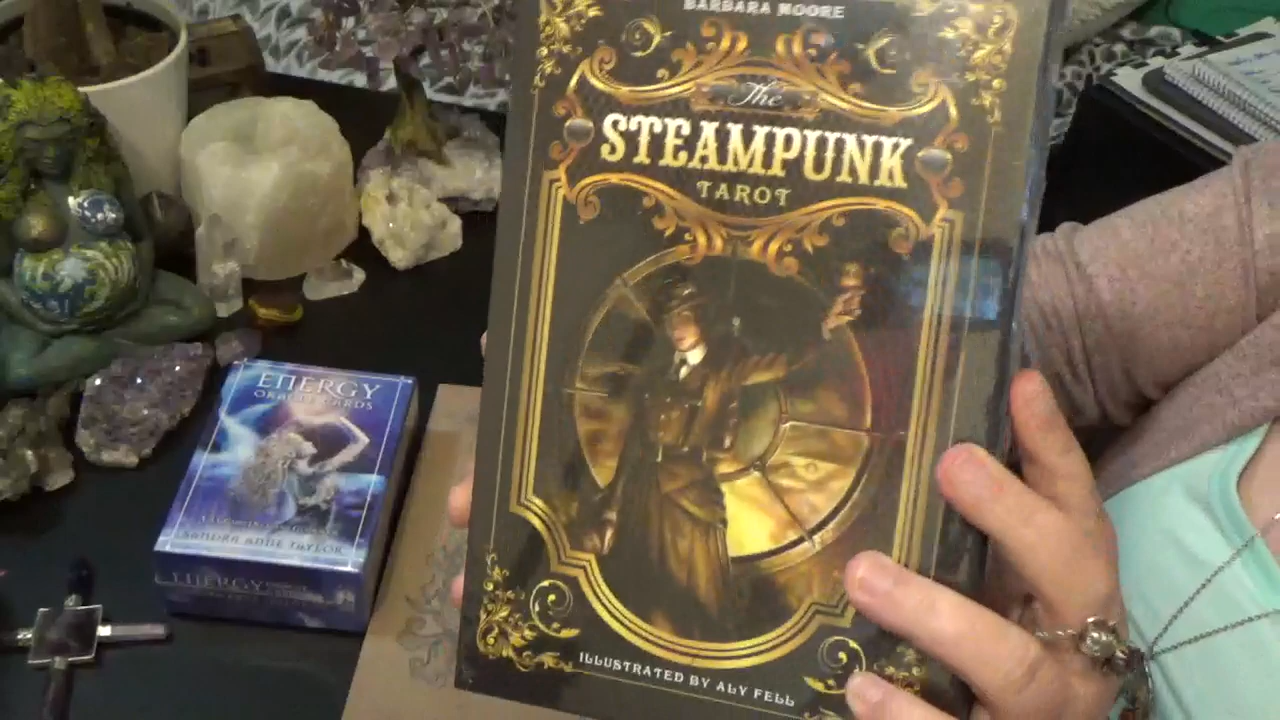 BARBARA MOORE
The
STEAMPUNK
TAROT
ILLUSTRATED BY ALY FELL
ENERGY
ORACLE CARDS
SANDRA ANNE TAYLOR
ENERGY